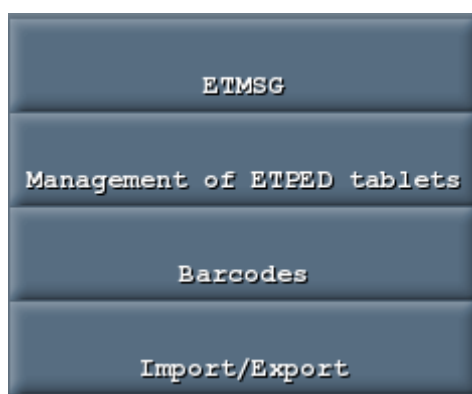 ETMSG
Management of ETPED tablets
Barcodes
Import/Export